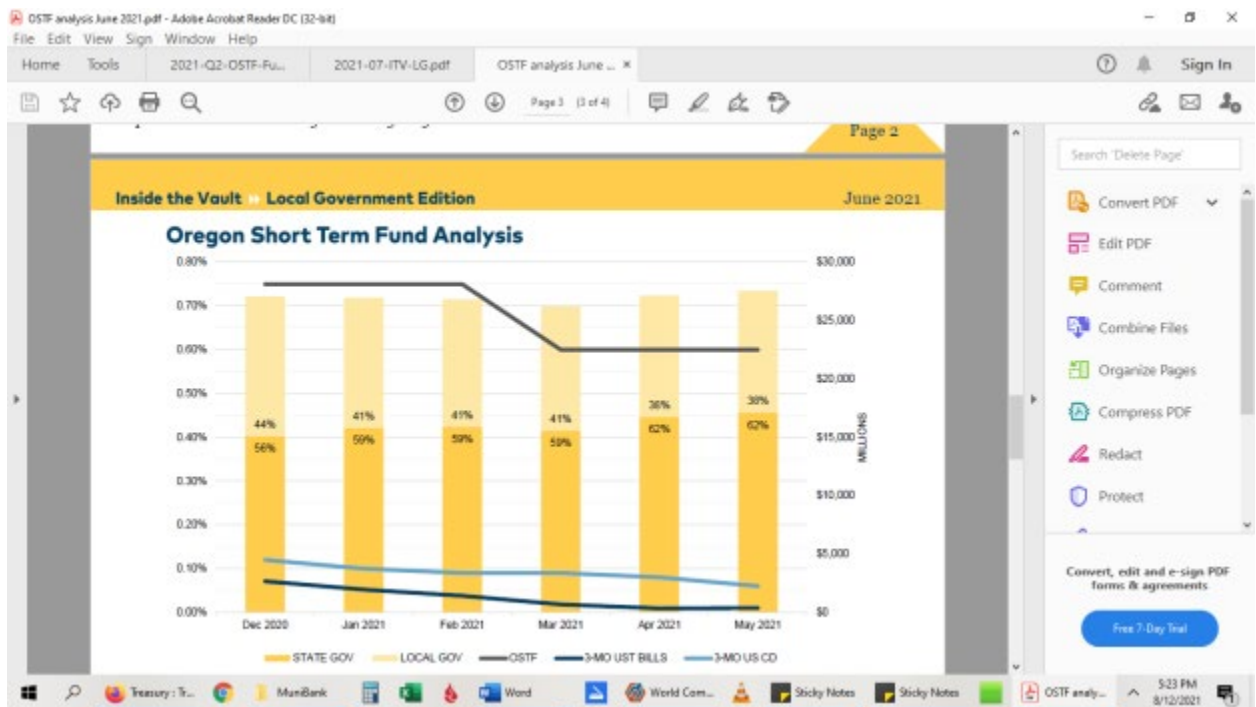 OSTF analysis June 2021.pdf - Adobe Acrobat Reader DC (32-bit)
File Edit View Sign Window Help
Home Tools 2021-Q2-OSTF-Fu... 2021-07-ITV-LG.pdf OSTF analysis June ... × Sign In
Page 3 (3 of 4)
Page 2
Search 'Delete Page'
Inside the Vault Local Government Edition June 2021
Oregon Short Term Fund Analysis
0.80% $30,000
0.70% $25,000
0.60% $20,000
0.50%
0.40% $15,000
0.30% $10,000
0.20%
0.10% $5,000
0.00% $0
MILLIONS
44% 41% 41% 41% 38% 38%
56% 59% 59% 59% 62% 62%
Dec 2020 Jan 2021 Feb 2021 Mar 2021 Apr 2021 May 2021
STATE GOV LOCAL GOV OSTF 3-MO UST BILLS 3-MO US CD
Convert PDF
Edit PDF
Comment
Combine Files
Organize Pages
Compress PDF
Redact
Protect
Convert, edit and e-sign PDF
forms & agreements
Free 7-Day Trial
Treasury : Tr... MuniBank Word World Com... Sticky Notes Sticky Notes OSTF analy...
5:23 PM
8/12/2021